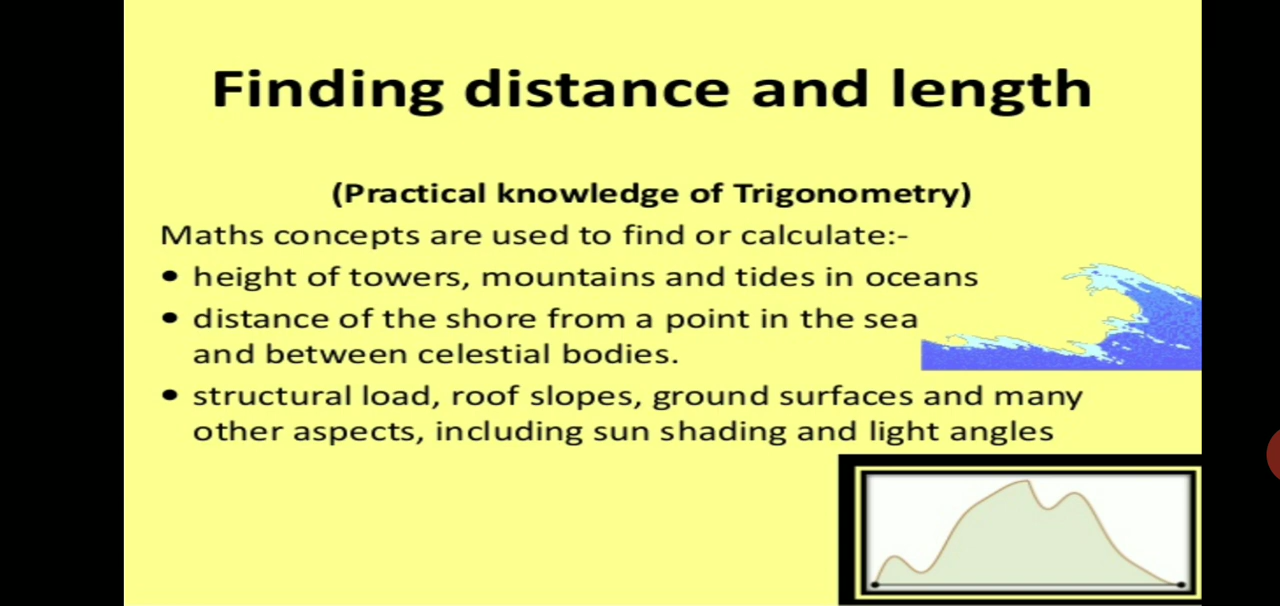 Finding distance and length
(Practical knowledge of Trigonometry)
Maths concepts are used to find or calculate:-
• height of towers, mountains and tides in oceans
• distance of the shore from a point in the sea
and between celestial bodies.
• structural load, roof slopes, ground surfaces and many
other aspects, including sun shading and light angles